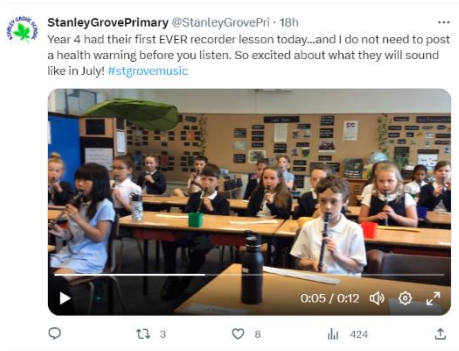 StanleyGrovePrimary @StanleyGrovePri · 18h
Year 4 had their first EVER recorder lesson today...and I do not need to post
a health warning before you listen. So excited about what they will sound
like in July! #stgrovemusic
0:05 / 0:12
3
8
424